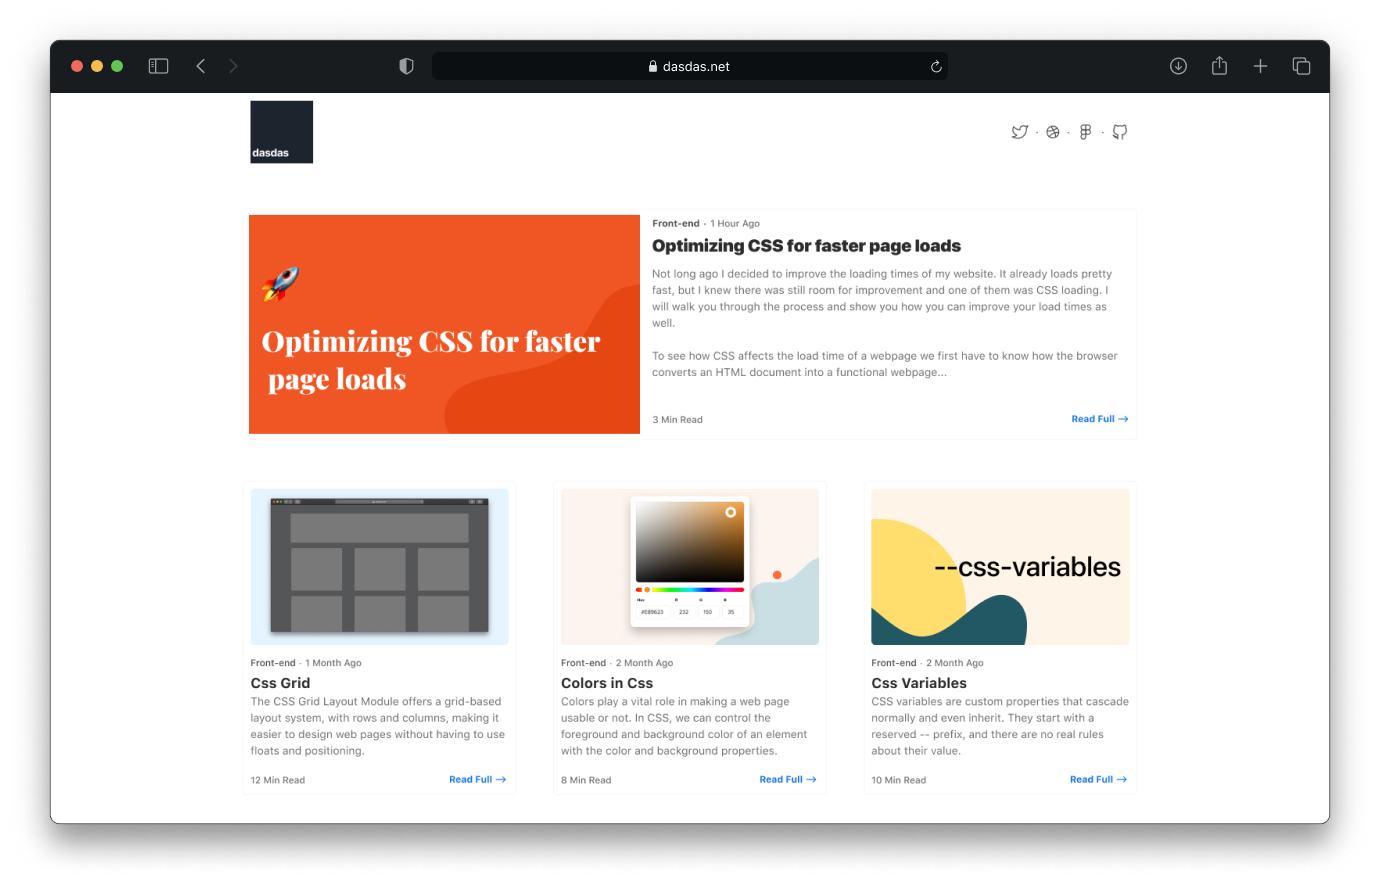 dasdas.net
dasdas
Front-end · 1 Hour Ago
Optimizing CSS for faster page loads
Not long ago I decided to improve the loading times of my website. It already loads pretty
fast, but I knew there was still room for improvement and one of them was CSS loading. I
will walk you through the process and show you how you can improve your load times as
well.
To see how CSS affects the load time of a webpage we first have to know how the browser
converts an HTML document into a functional webpage...
3 Min Read
Read Full →
Optimizing CSS for faster
page loads
Front-end · 1 Month Ago
Css Grid
The CSS Grid Layout Module offers a grid-based
layout system, with rows and columns, making it
easier to design web pages without having to use
floats and positioning.
12 Min Read
Read Full →
Hex R G B
#E89623 232 150 35
Front-end · 2 Month Ago
Colors in Css
Colors play a vital role in making a web page
usable or not. In CSS, we can control the
foreground and background color of an element
with the color and background properties.
8 Min Read
Read Full →
--css-variables
Front-end · 2 Month Ago
Css Variables
CSS variables are custom properties that cascade
normally and even inherit. They start with a
reserved -- prefix, and there are no real rules
about their value.
10 Min Read
Read Full →